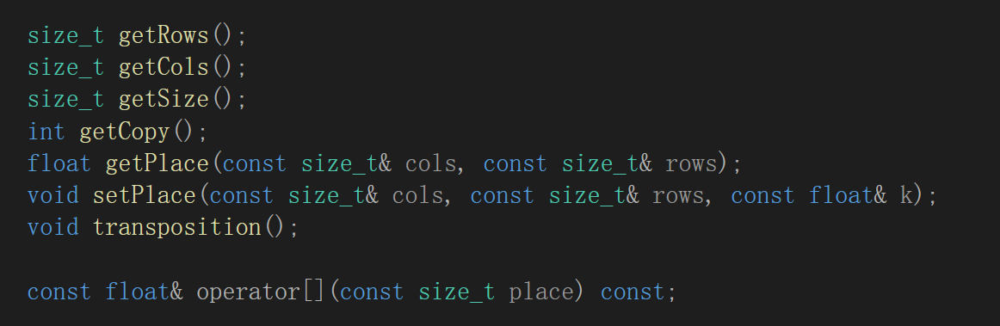 size_t getRows();
size_t getCols();
size_t getSize();
int getCopy();
float getPlace(const size_t& cols, const size_t& rows);
void setPlace(const size_t& cols, const size_t& rows, const float& k);
void transposition();
const float& operator[](const size_t place) const;